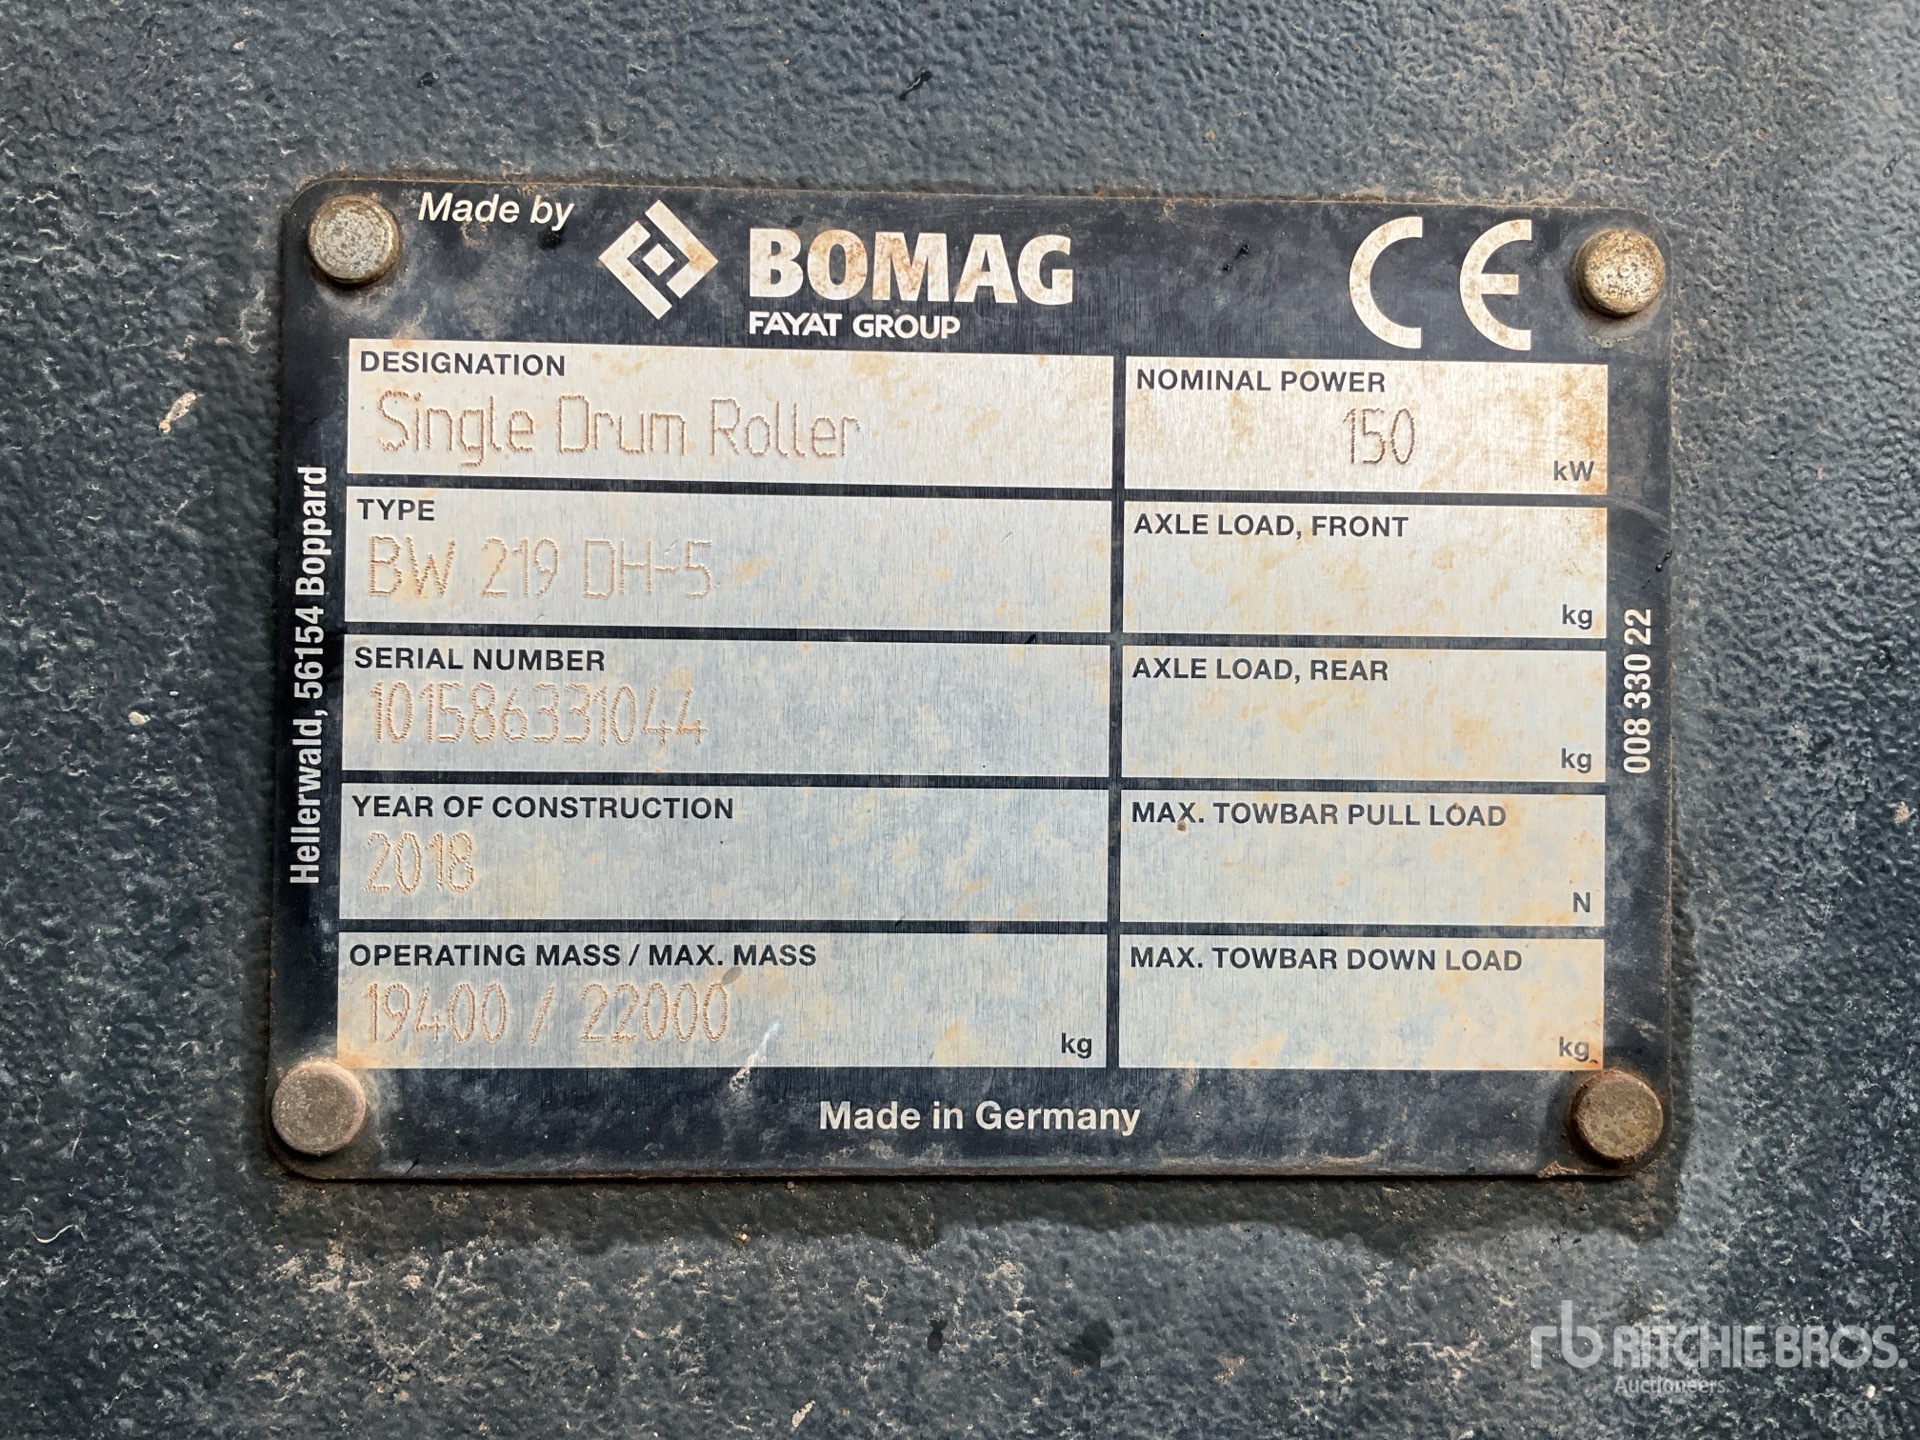 Made by
BOMAG
FAYAT GROUP
CE
DESIGNATION
Single Drum Roller
NOMINAL POWER
150
kW
TYPE
BW 219 DH-5
AXLE LOAD, FRONT
kg
SERIAL NUMBER
101586331044
AXLE LOAD, REAR
kg
YEAR OF CONSTRUCTION
2018
MAX. TOWBAR PULL LOAD
N
OPERATING MASS / MAX. MASS
19400 / 22000
kg
MAX. TOWBAR DOWN LOAD
kg
Hellerwald, 56154 Boppard
008 330 22
Made in Germany
rb RITCHIE BROS.
Auctioneers